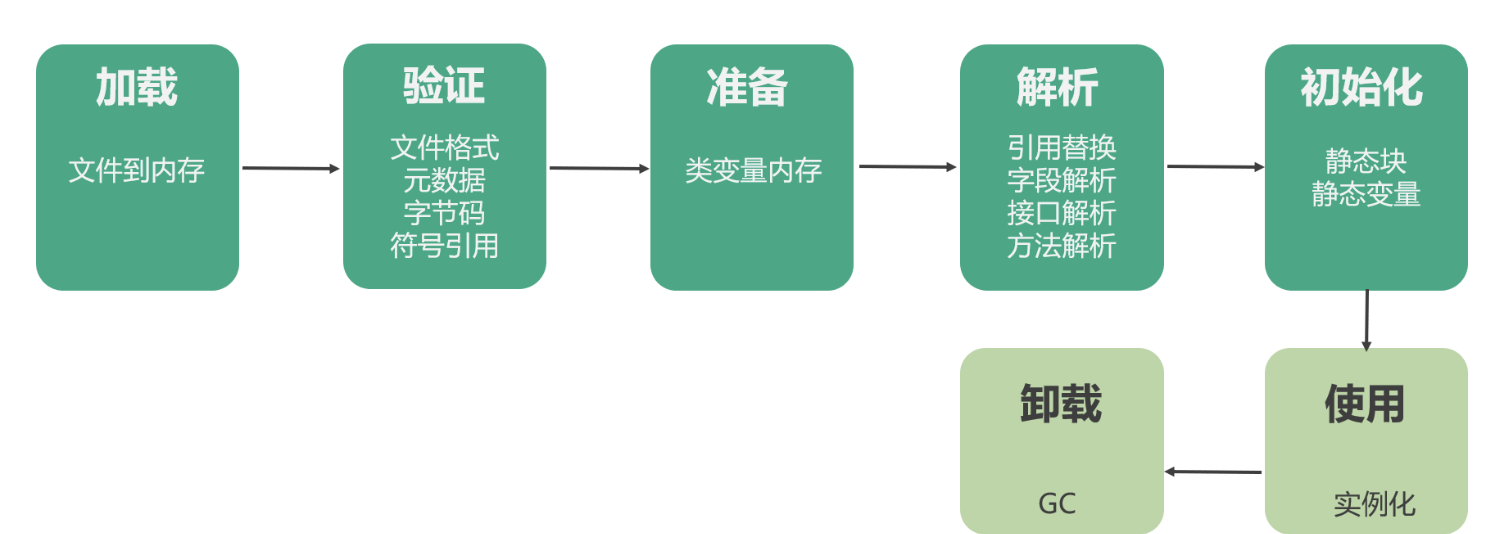 加载
文件到内存
验证
文件格式
元数据
字节码
符号引用
准备
类变量内存
解析
引用替换
字段解析
接口解析
方法解析
初始化
静态块
静态变量
使用
实例化
卸载
GC